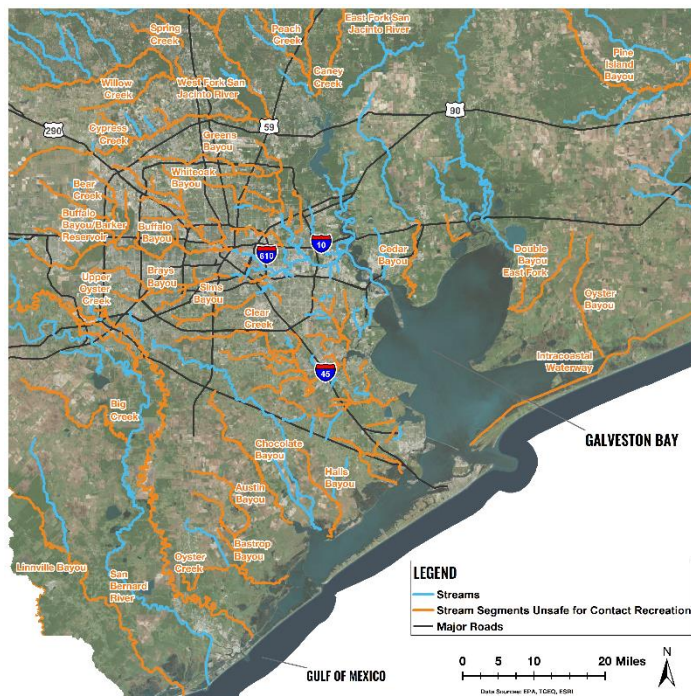 Spring
Creek
Peach
Creek
East Fork San
Jacinto River
Pine
Island
Bayou
Caney
Creek
Willow
Creek
West Fork San
Jacinto River
90
290
59
Cypress
Creek
Greens
Bayou
Whiteoak
Bayou
Bear
Creek
Buffalo
Bayou/Barker
Reservoir
Buffalo
Bayou
10
610
Cedar
Bayou
Double
Bayou
East Fork
Upper
Oyster
Creek
Brays
Bayou
Sims
Bayou
Oyster
Bayou
Clear
Creek
Intracoastal
Waterway
45
Big
Creek
GALVESTON BAY
Chocolate
Bayou
Halls
Bayou
Austin
Bayou
Bastrop
Bayou
Oyster
Creek
Linnville Bayou
San
Bernard
River
LEGEND
Streams
Stream Segments Unsafe for Contact Recreation
Major Roads
GULF OF MEXICO
0 5 10 20 Miles
N
Data Sources: EPA, TCEQ, ESRI